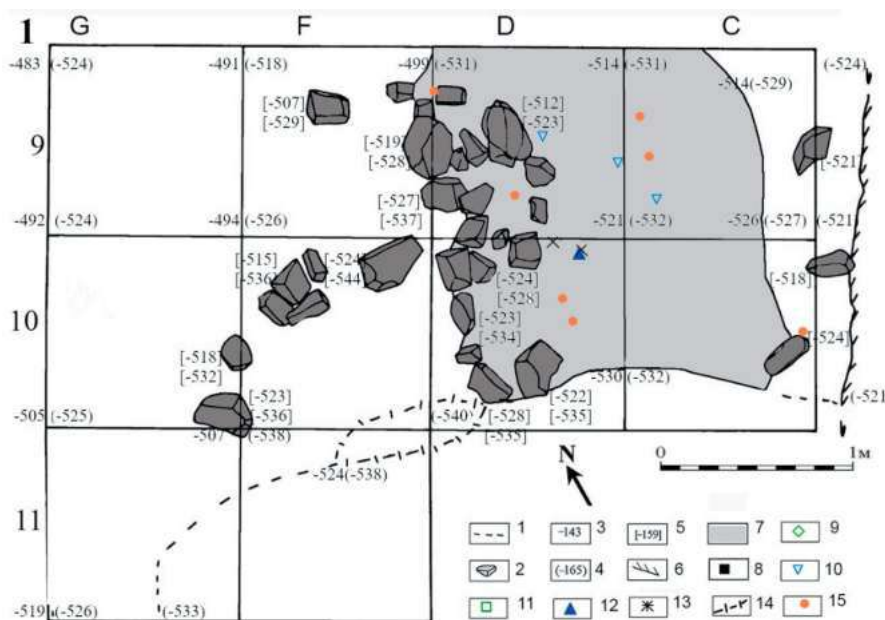 1 G F D C
-483 (-524) -491 (-518) -499 (-531) -514 (-531) -514 (-529) (-524)
[-507] [-512]
[-529] [-523]
9 [-519] [-521]
[-528]
[-527]
[-537]
-492 (-524) -494 (-526) -521 (-532) -526 (-527) (-521)
[-515] [-524] [-518]
[-536] [-544] [-524]
[-528]
10 [-523] [-524]
[-534]
[-518]
[-532]
-530 (-532)
[-523] [-522]
[-536] (-540) [-528] [-535] (-521)
-505 (-525) -507 (-538) [-535]
N 0 1 м
-524 (-538)
11
1 -143 3 [-159] 5 7 9
2 (-165) 4 6 8 10
11 12 13 14 15
-519 (-526) (-533)